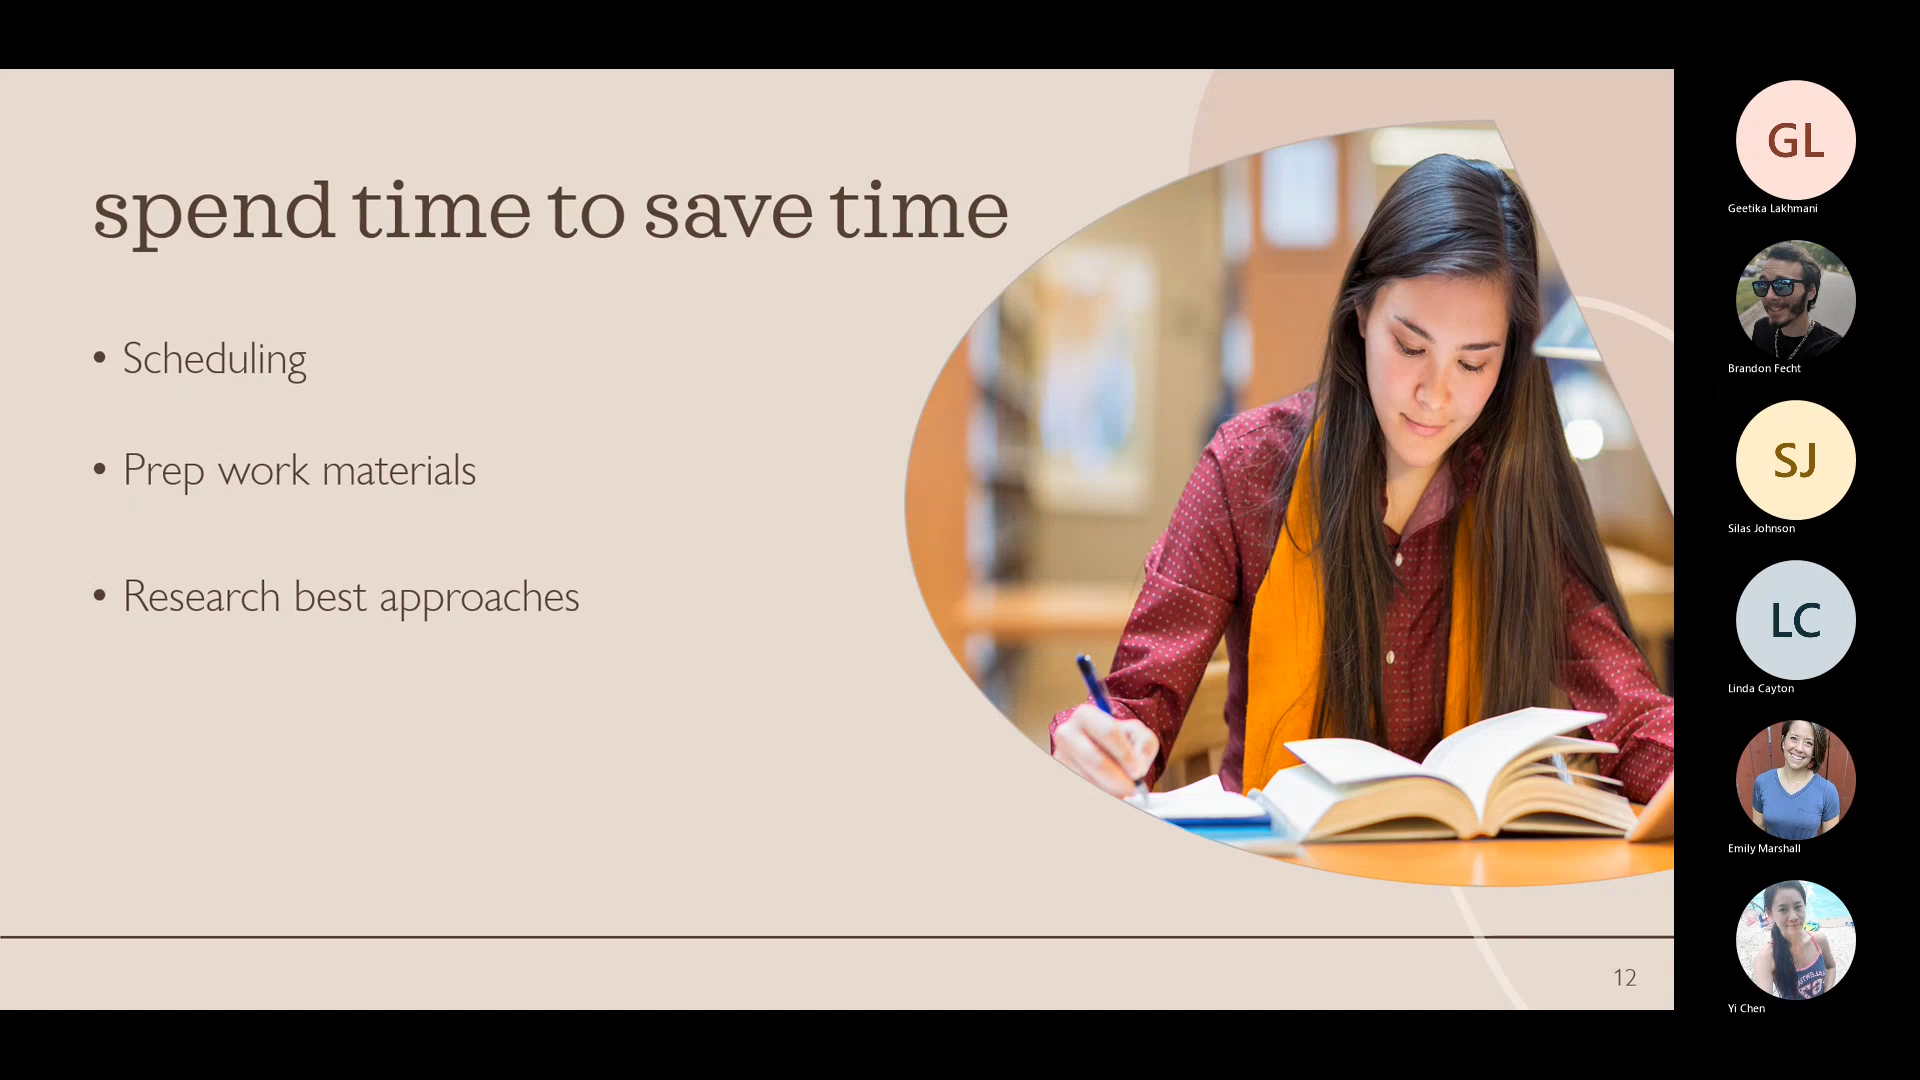 spend time to save time
• Scheduling
• Prep work materials
• Research best approaches
12
GL
Geetika Lakhmani
Brandon Fecht
SJ
Silas Johnson
LC
Linda Cayton
Emily Marshall
Yi Chen